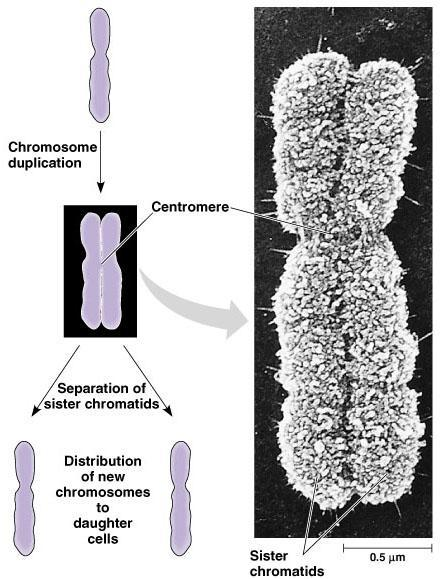 Chromosome
duplication
Centromere
Separation of
sister chromatids
Distribution
of new
chromosomes
to
daughter
cells
Sister
chromatids
0.5 μm